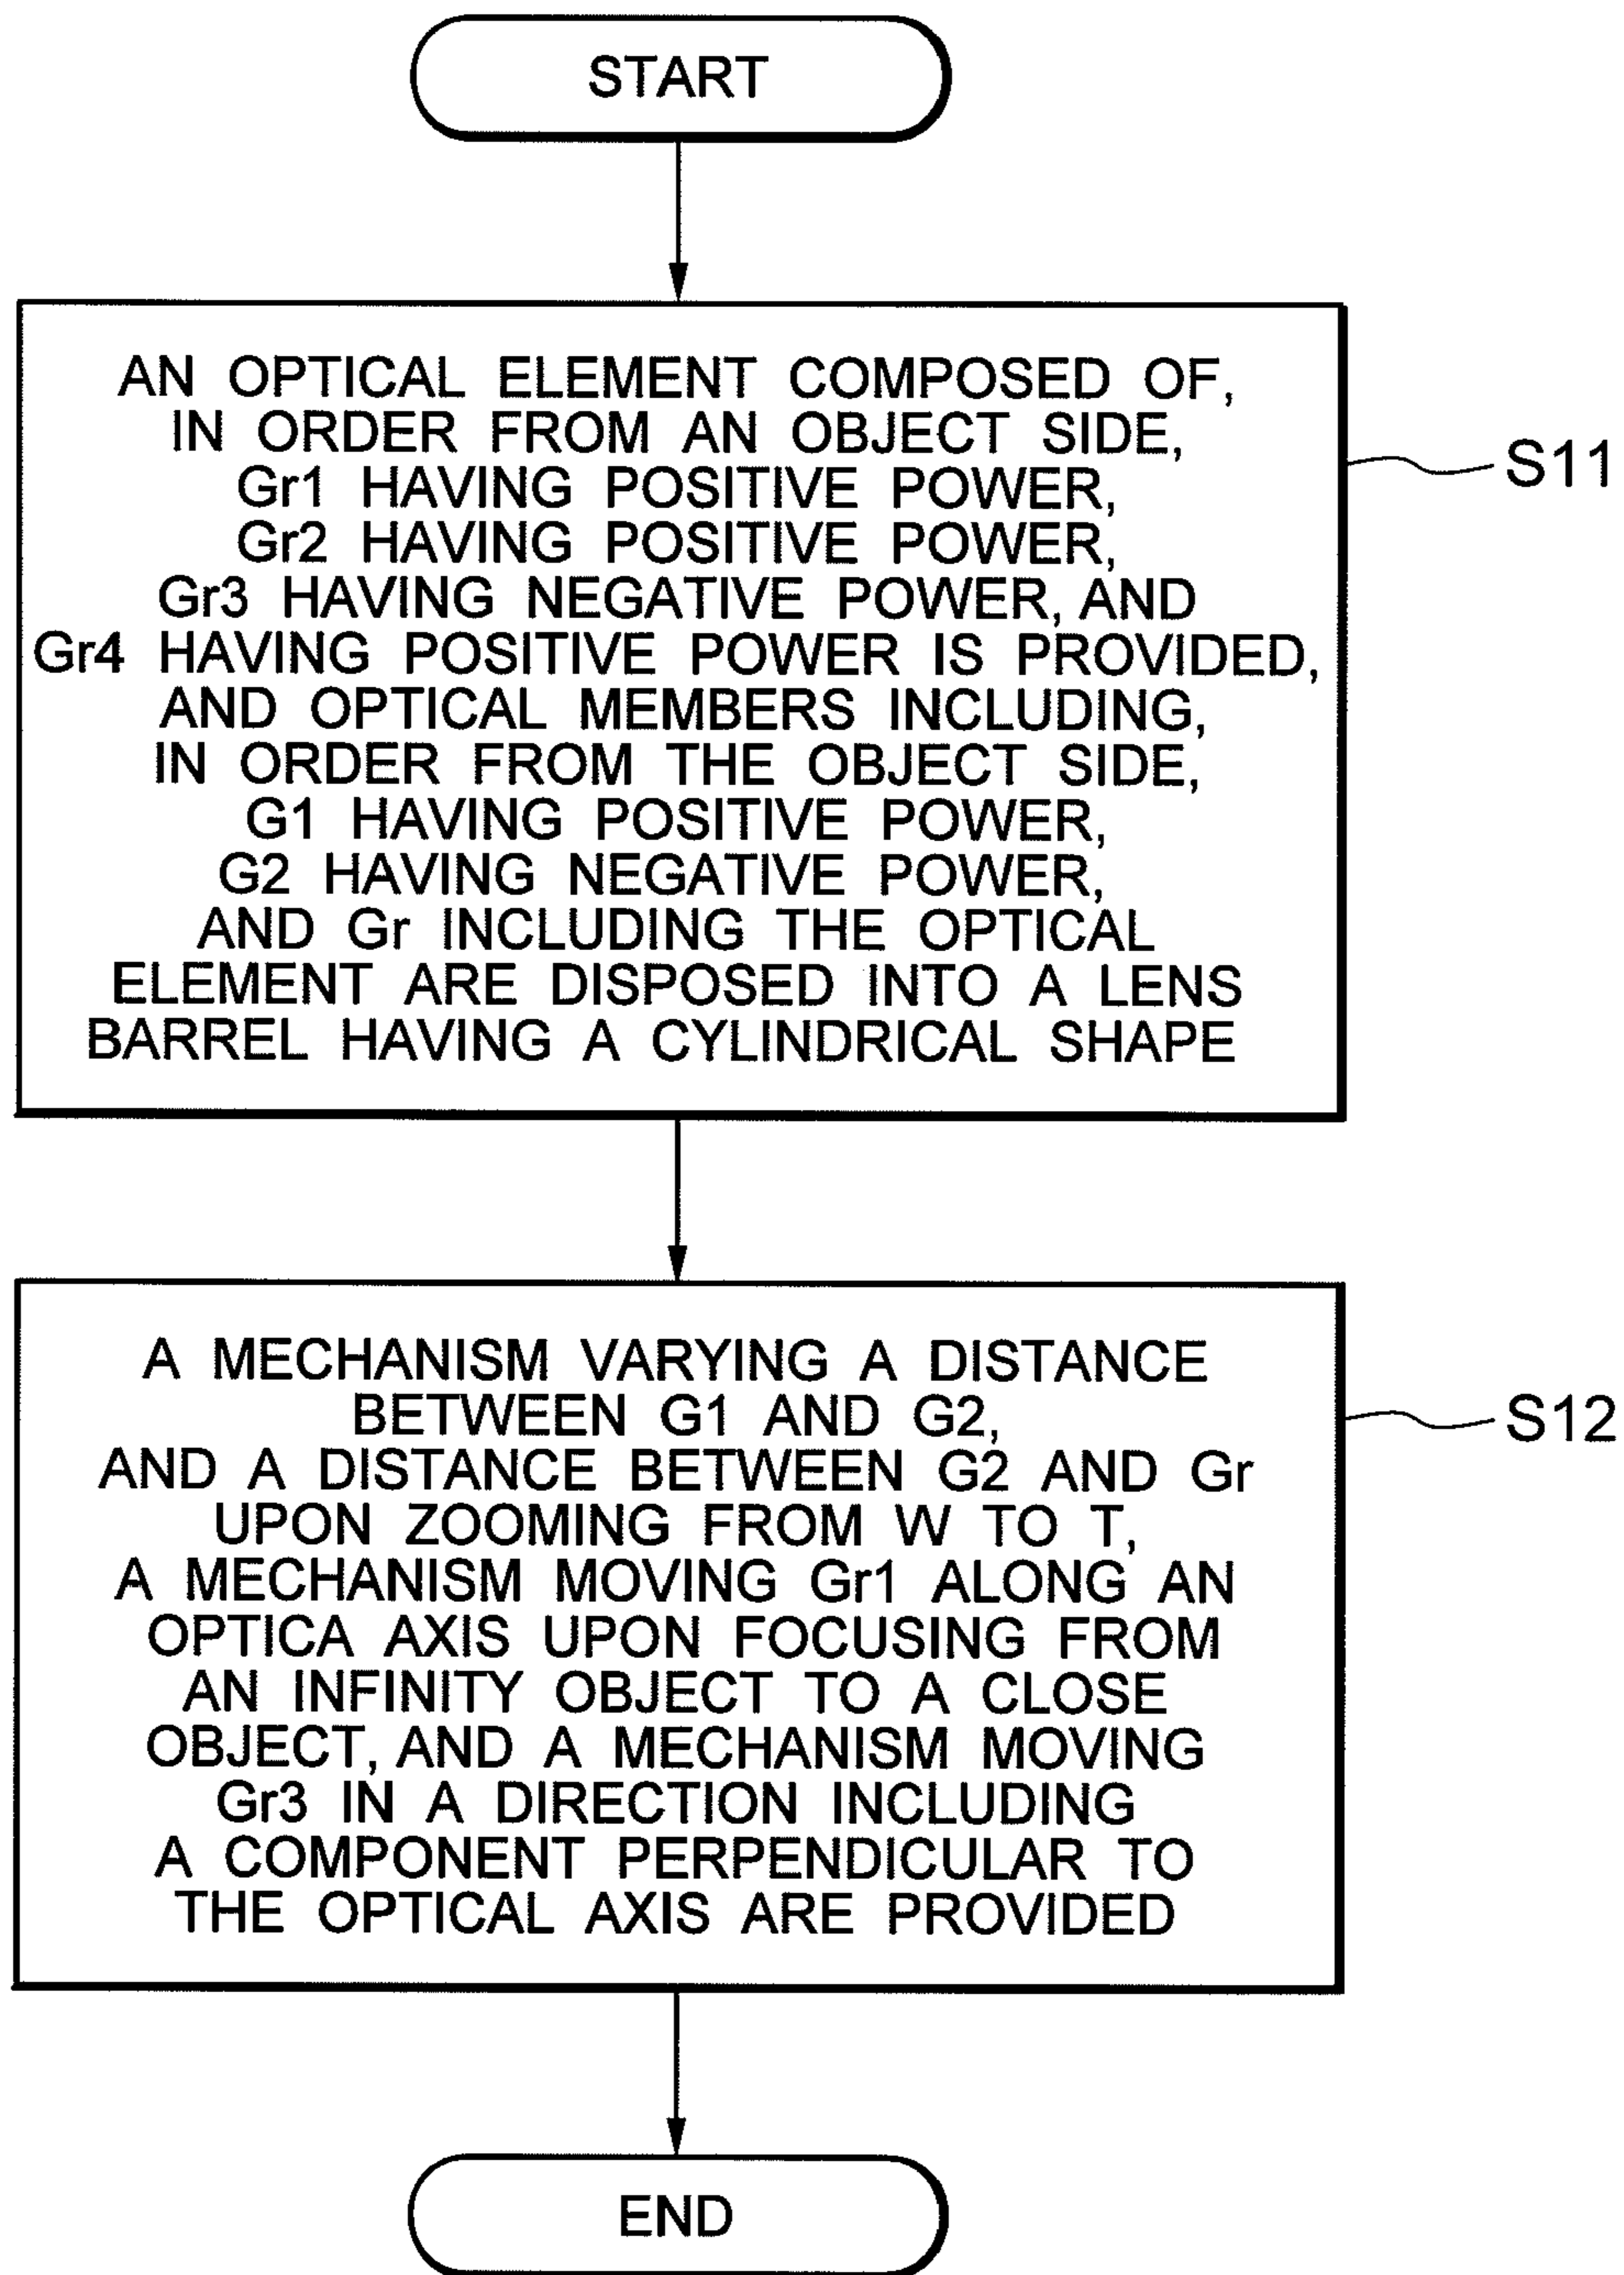 START
AN OPTICAL ELEMENT COMPOSED OF,
IN ORDER FROM AN OBJECT SIDE,
Gr1 HAVING POSITIVE POWER,
Gr2 HAVING POSITIVE POWER,
Gr3 HAVING NEGATIVE POWER, AND
Gr4 HAVING POSITIVE POWER IS PROVIDED,
AND OPTICAL MEMBERS INCLUDING,
IN ORDER FROM THE OBJECT SIDE,
G1 HAVING POSITIVE POWER,
G2 HAVING NEGATIVE POWER,
AND Gr INCLUDING THE OPTICAL
ELEMENT ARE DISPOSED INTO A LENS
BARREL HAVING A CYLINDRICAL SHAPE
S11
A MECHANISM VARYING A DISTANCE
BETWEEN G1 AND G2,
AND A DISTANCE BETWEEN G2 AND Gr
UPON ZOOMING FROM W TO T,
A MECHANISM MOVING Gr1 ALONG AN
OPTICA AXIS UPON FOCUSING FROM
AN INFINITY OBJECT TO A CLOSE
OBJECT, AND A MECHANISM MOVING
Gr3 IN A DIRECTION INCLUDING
A COMPONENT PERPENDICULAR TO
THE OPTICAL AXIS ARE PROVIDED
S12
END